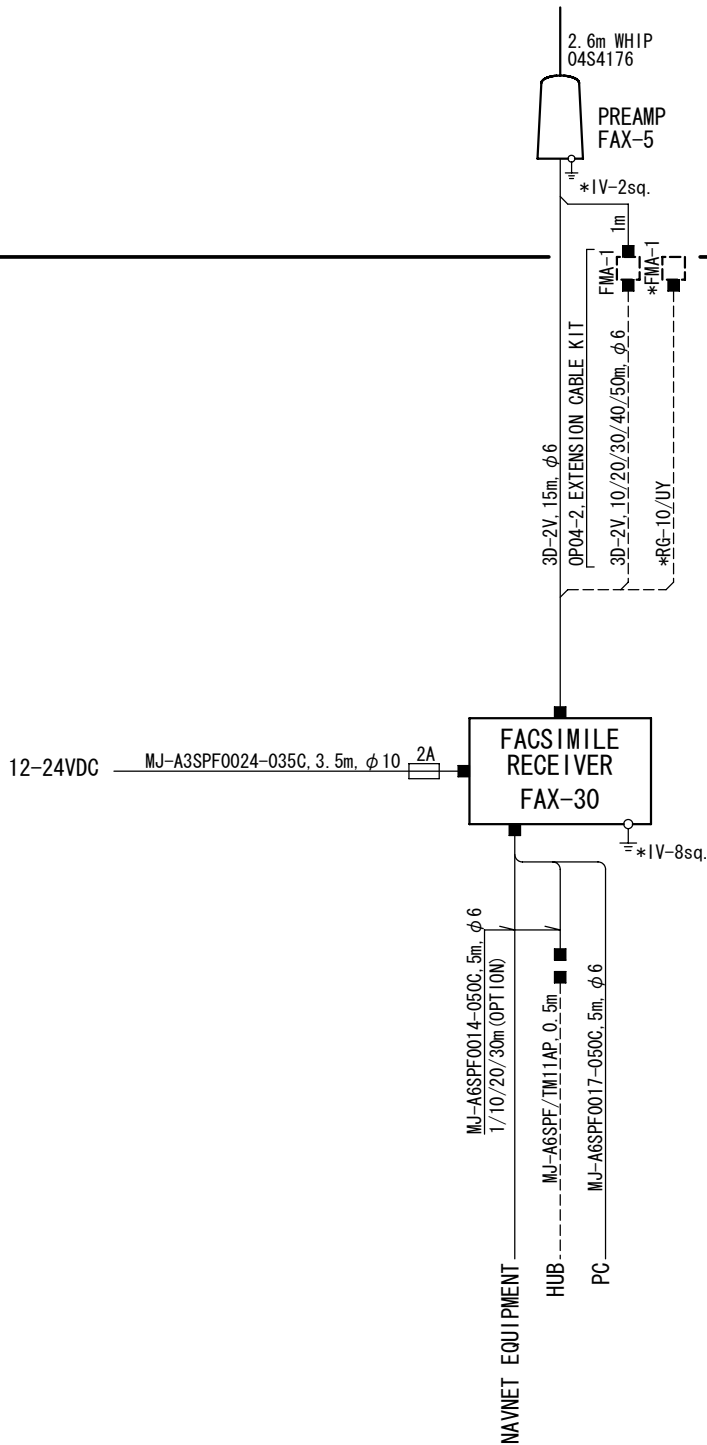 2.6m WHIP
04S4176
PREAMP
FAX-5
*IV-2sq.
1m
FMA-1
*FMA-1
3D-2V, 15m, φ6
OP04-2, EXTENSION CABLE KIT
3D-2V, 10/20/30/40/50m, φ6
*RG-10/UY
12-24VDC
MJ-A3SPF0024-035C, 3.5m, φ10
2A
FACSIMILE
RECEIVER
FAX-30
*IV-8sq.
MJ-A6SPF0014-050C, 5m, φ6
1/10/20/30m(OPTION)
MJ-A6SPF/TM11AP, 0.5m
MJ-A6SPF0017-050C, 5m, φ6
NAVNET EQUIPMENT
HUB
PC